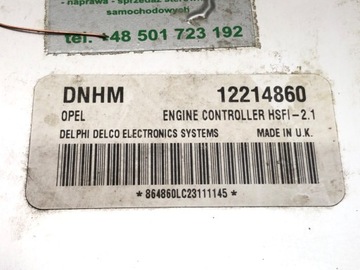 - naprawa - sprzedaż sterow
samochodowych
tel. +48 501 723 192
DNHM 12214860
OPEL ENGINE CONTROLLER HSFI-2.1
DELPHI DELCO ELECTRONICS SYSTEMS MADE IN U.K.
*864860LC23111145*